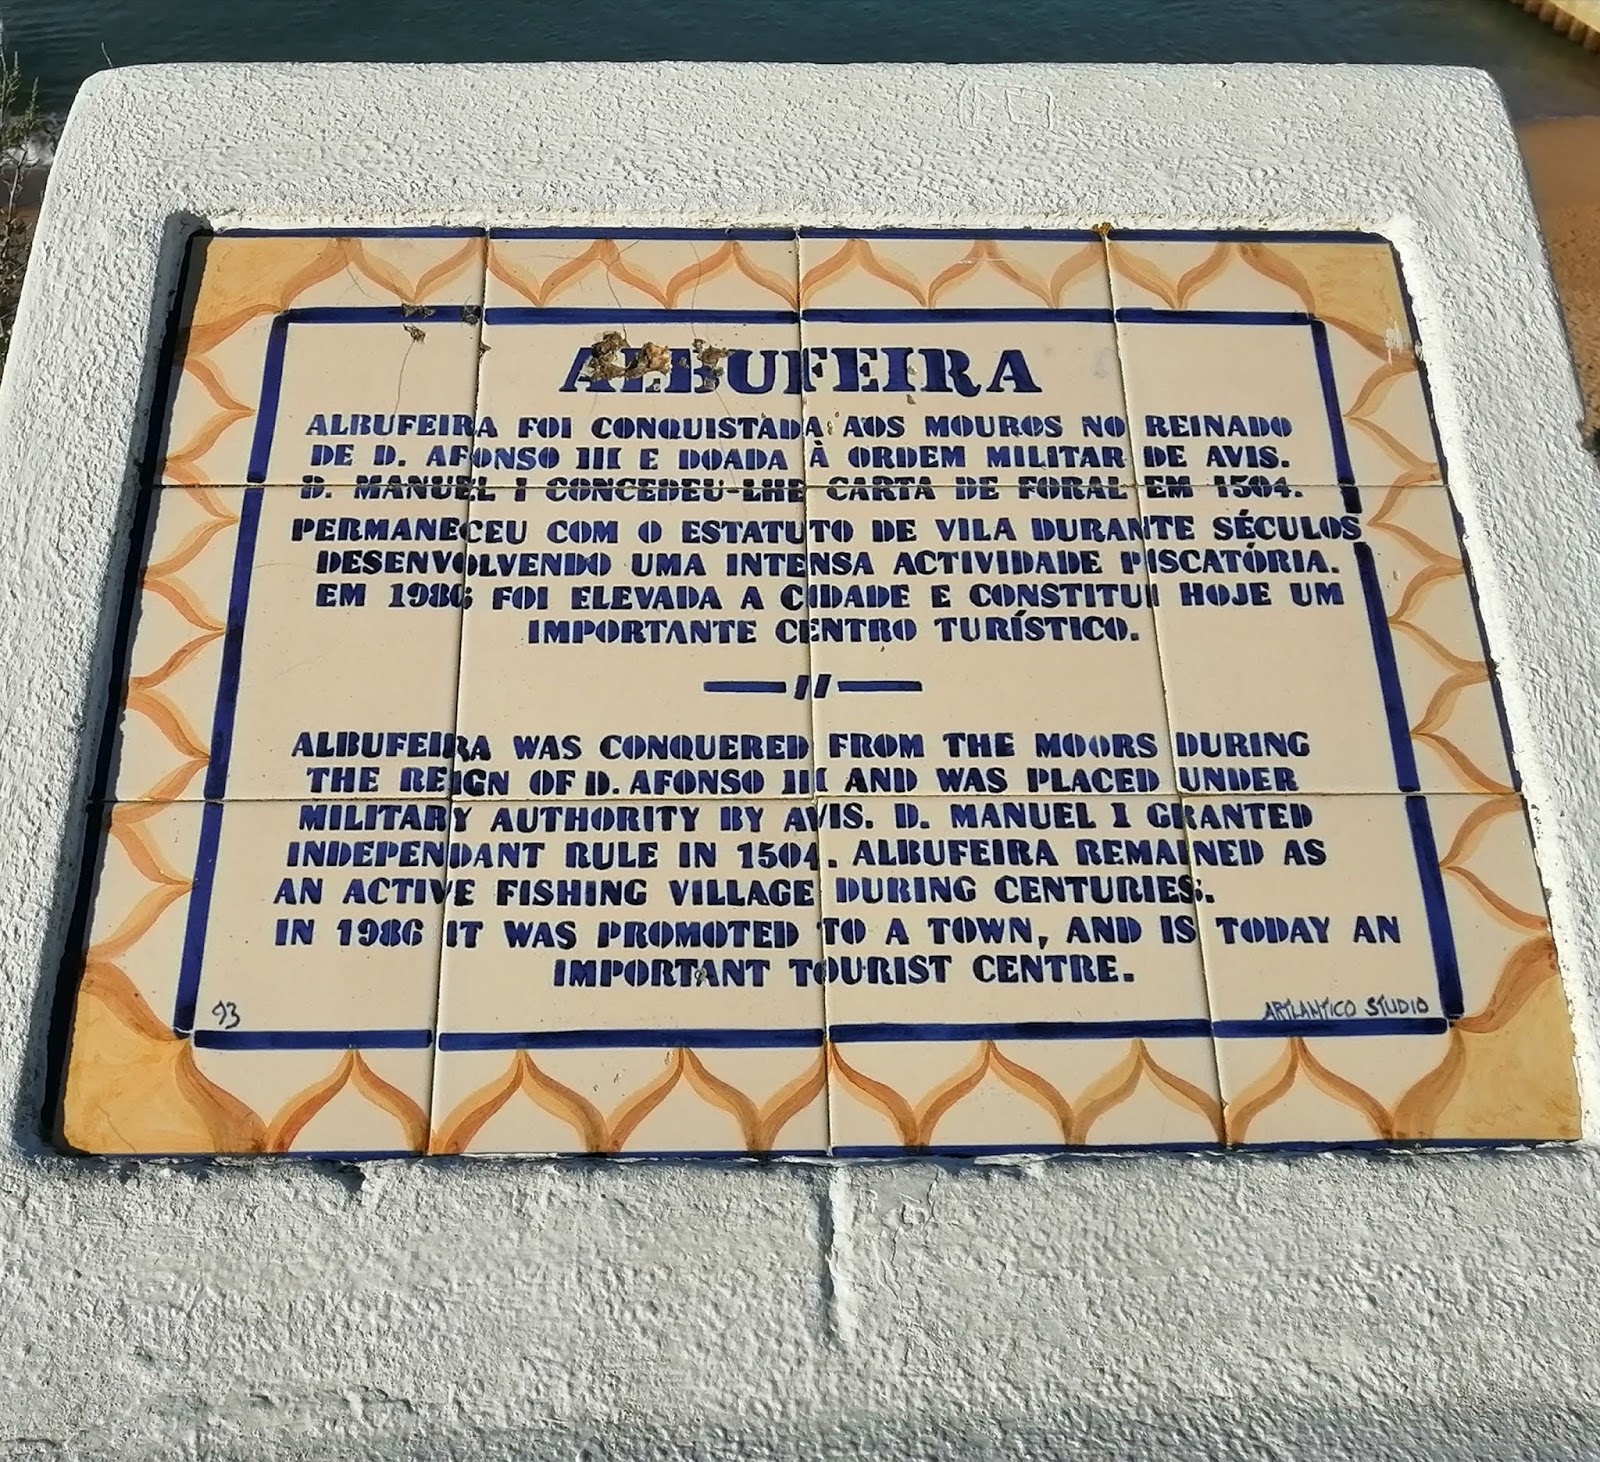 ALBUFEIRA
ALBUFEIRA FOI CONQUISTADA AOS MOUROS NO REINADO
DE D. AFONSO III E DOADA À ORDEM MILITAR DE AVIS.
D. MANUEL I CONCEDEU-LHE CARTA DE FORAL EM 1504.
PERMANECEU COM O ESTATUTO DE VILA DURANTE SÉCULOS
DESENVOLVENDO UMA INTENSA ACTIVIDADE PISCATÓRIA.
EM 1986 FOI ELEVADA A CIDADE E CONSTITUI HOJE UM
IMPORTANTE CENTRO TURÍSTICO.
ALBUFEIRA WAS CONQUERED FROM THE MOORS DURING
THE REIGN OF D. AFONSO III AND WAS PLACED UNDER
MILITARY AUTHORITY BY AVIS. D. MANUEL I GRANTED
INDEPENDANT RULE IN 1504. ALBUFEIRA REMAINED AS
AN ACTIVE FISHING VILLAGE DURING CENTURIES.
IN 1986 IT WAS PROMOTED TO A TOWN, AND IS TODAY AN
IMPORTANT TOURIST CENTRE.
93
ARTLANTICO STUDIO